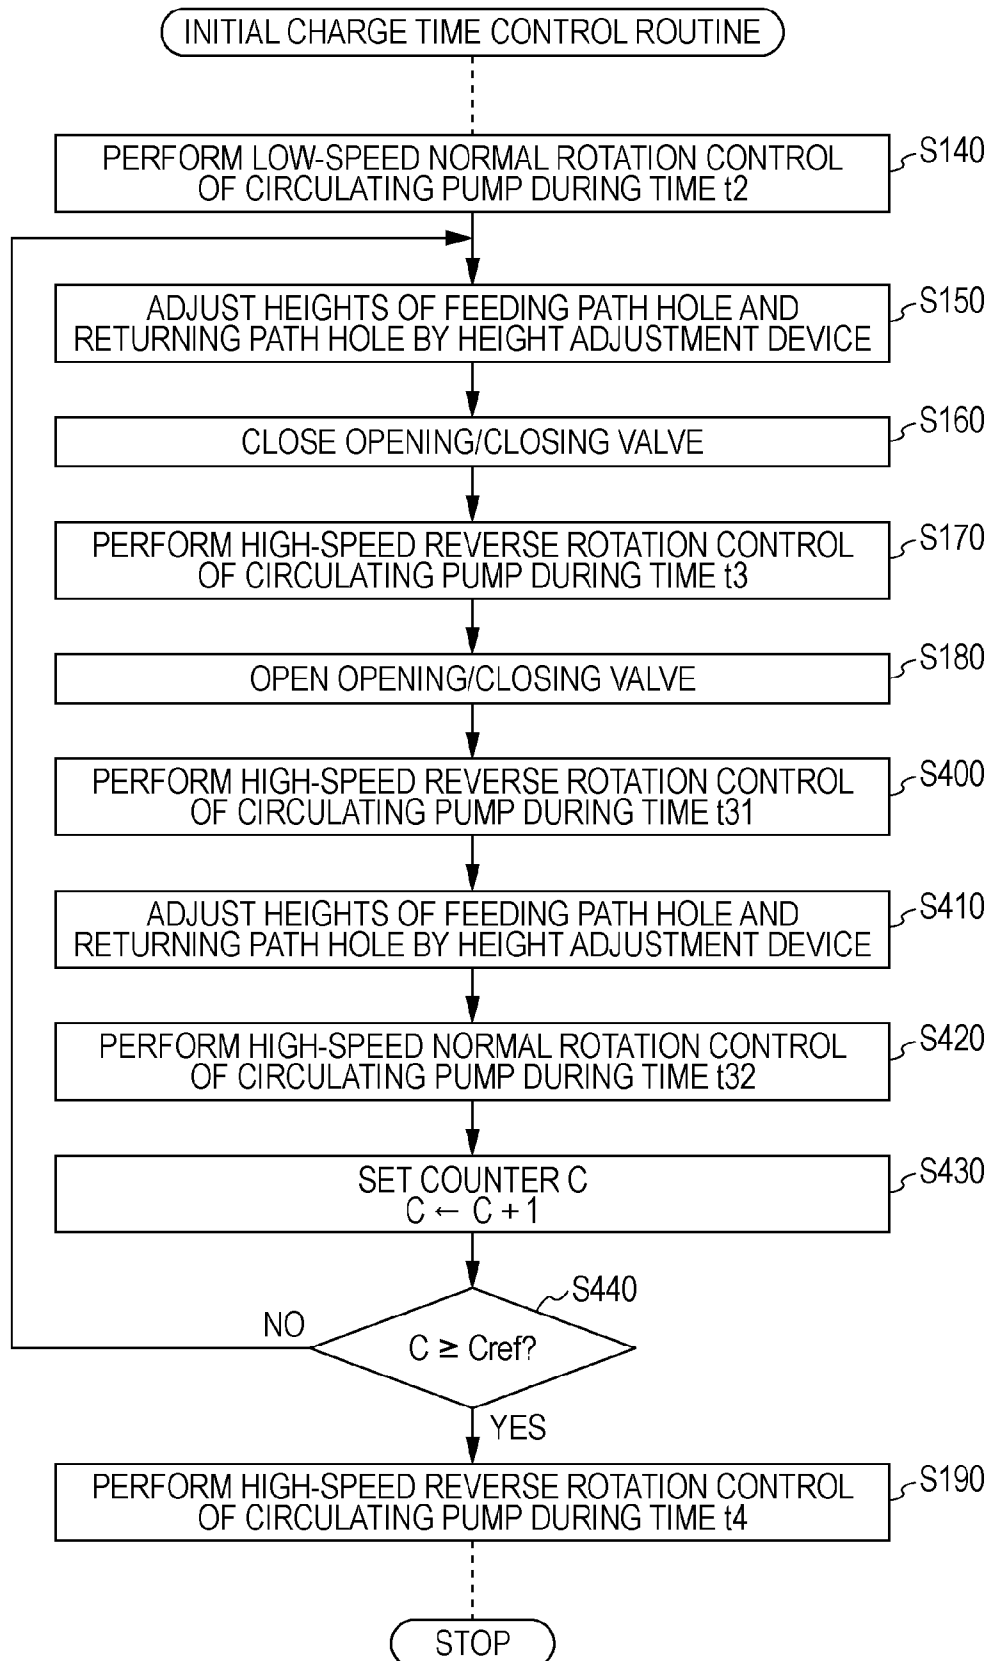 INITIAL CHARGE TIME CONTROL ROUTINE
PERFORM LOW-SPEED NORMAL ROTATION CONTROL
OF CIRCULATING PUMP DURING TIME t2
S140
ADJUST HEIGHTS OF FEEDING PATH HOLE AND
RETURNING PATH HOLE BY HEIGHT ADJUSTMENT DEVICE
S150
CLOSE OPENING/CLOSING VALVE
S160
PERFORM HIGH-SPEED REVERSE ROTATION CONTROL
OF CIRCULATING PUMP DURING TIME t3
S170
OPEN OPENING/CLOSING VALVE
S180
PERFORM HIGH-SPEED REVERSE ROTATION CONTROL
OF CIRCULATING PUMP DURING TIME t31
S400
ADJUST HEIGHTS OF FEEDING PATH HOLE AND
RETURNING PATH HOLE BY HEIGHT ADJUSTMENT DEVICE
S410
PERFORM HIGH-SPEED NORMAL ROTATION CONTROL
OF CIRCULATING PUMP DURING TIME t32
S420
SET COUNTER C
C ← C + 1
S430
S440
NO
C ≥ Cref?
YES
PERFORM HIGH-SPEED REVERSE ROTATION CONTROL
OF CIRCULATING PUMP DURING TIME t4
S190
STOP